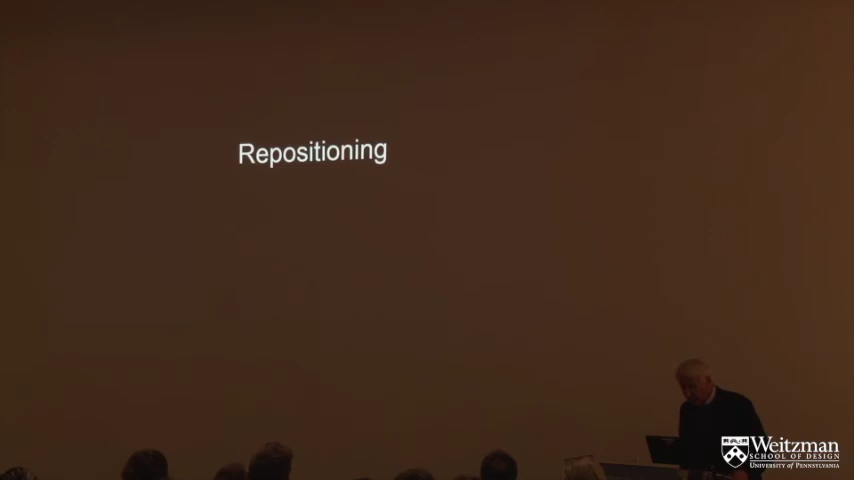 Repositioning
Weitzman
SCHOOL OF DESIGN
UNIVERSITY OF PENNSYLVANIA